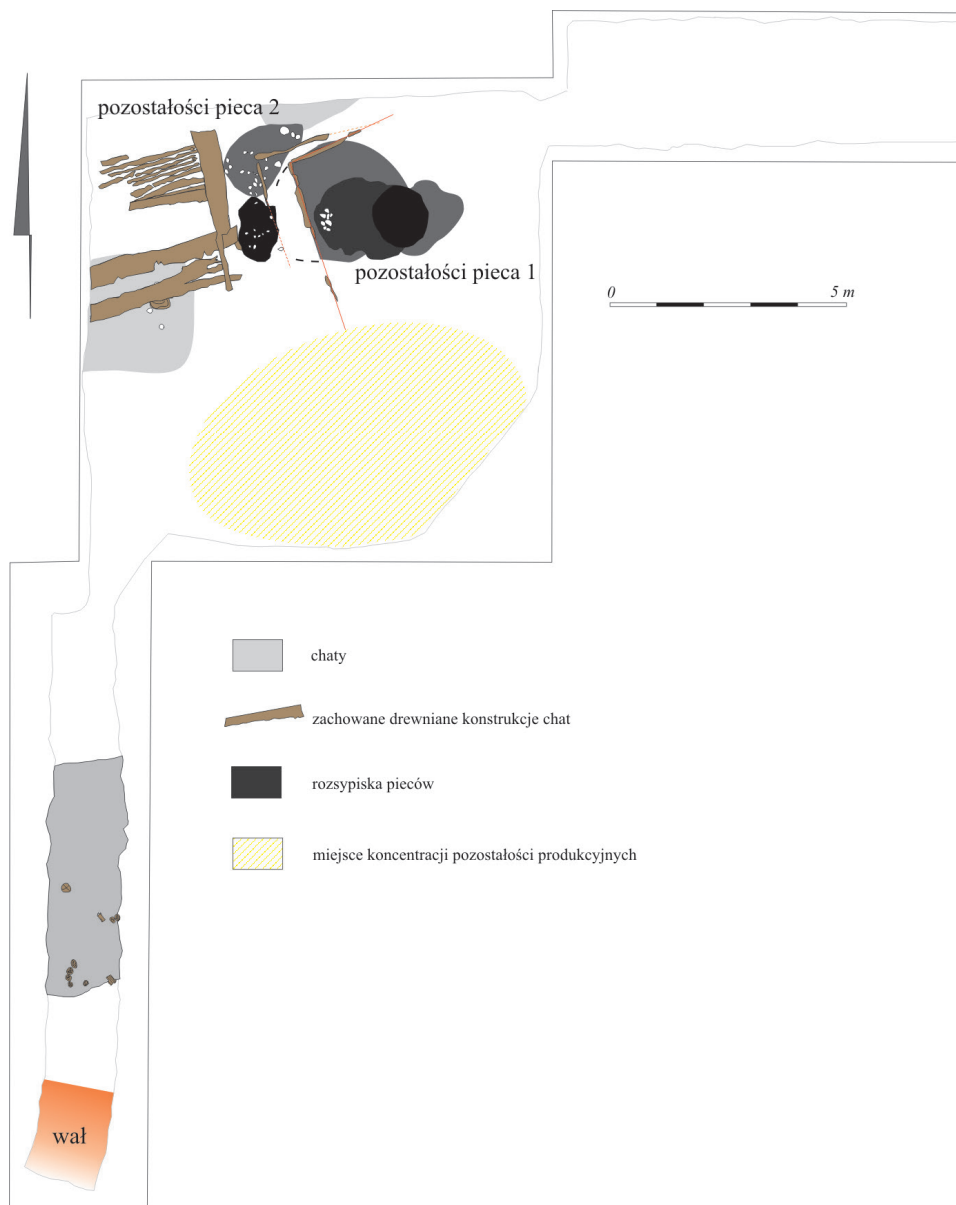 pozostałości pieca 2
pozostałości pieca 1
0 5 m
chaty
zachowane drewniane konstrukcje chat
rozsypiska pieców
miejsce koncentracji pozostałości produkcyjnych
wał